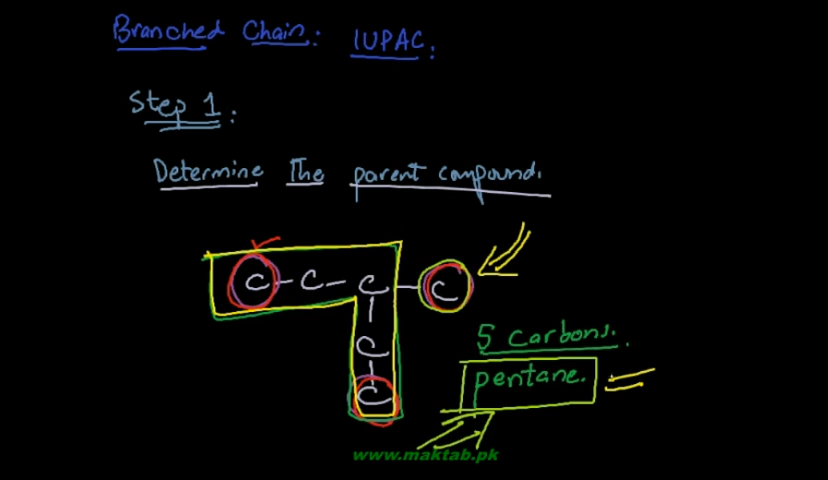 Branched Chain: IUPAC.
Step 1:
Determine The parent compound.
C - C - C - C
C
C
5 Carbons.
pentane.
www.maktab.pk